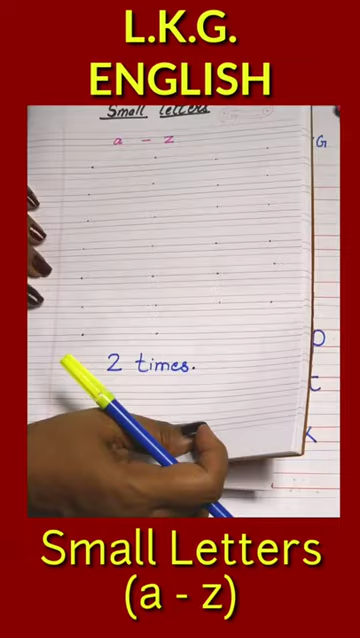 L.K.G.
ENGLISH
Small letters
a - z
G
2 times.
D
Small Letters
(a - z)